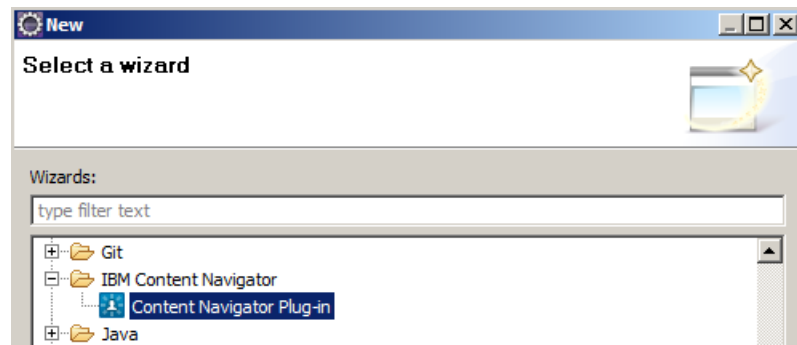 New
Select a wizard
Wizards:
type filter text
Git
IBM Content Navigator
Content Navigator Plug-in
Java